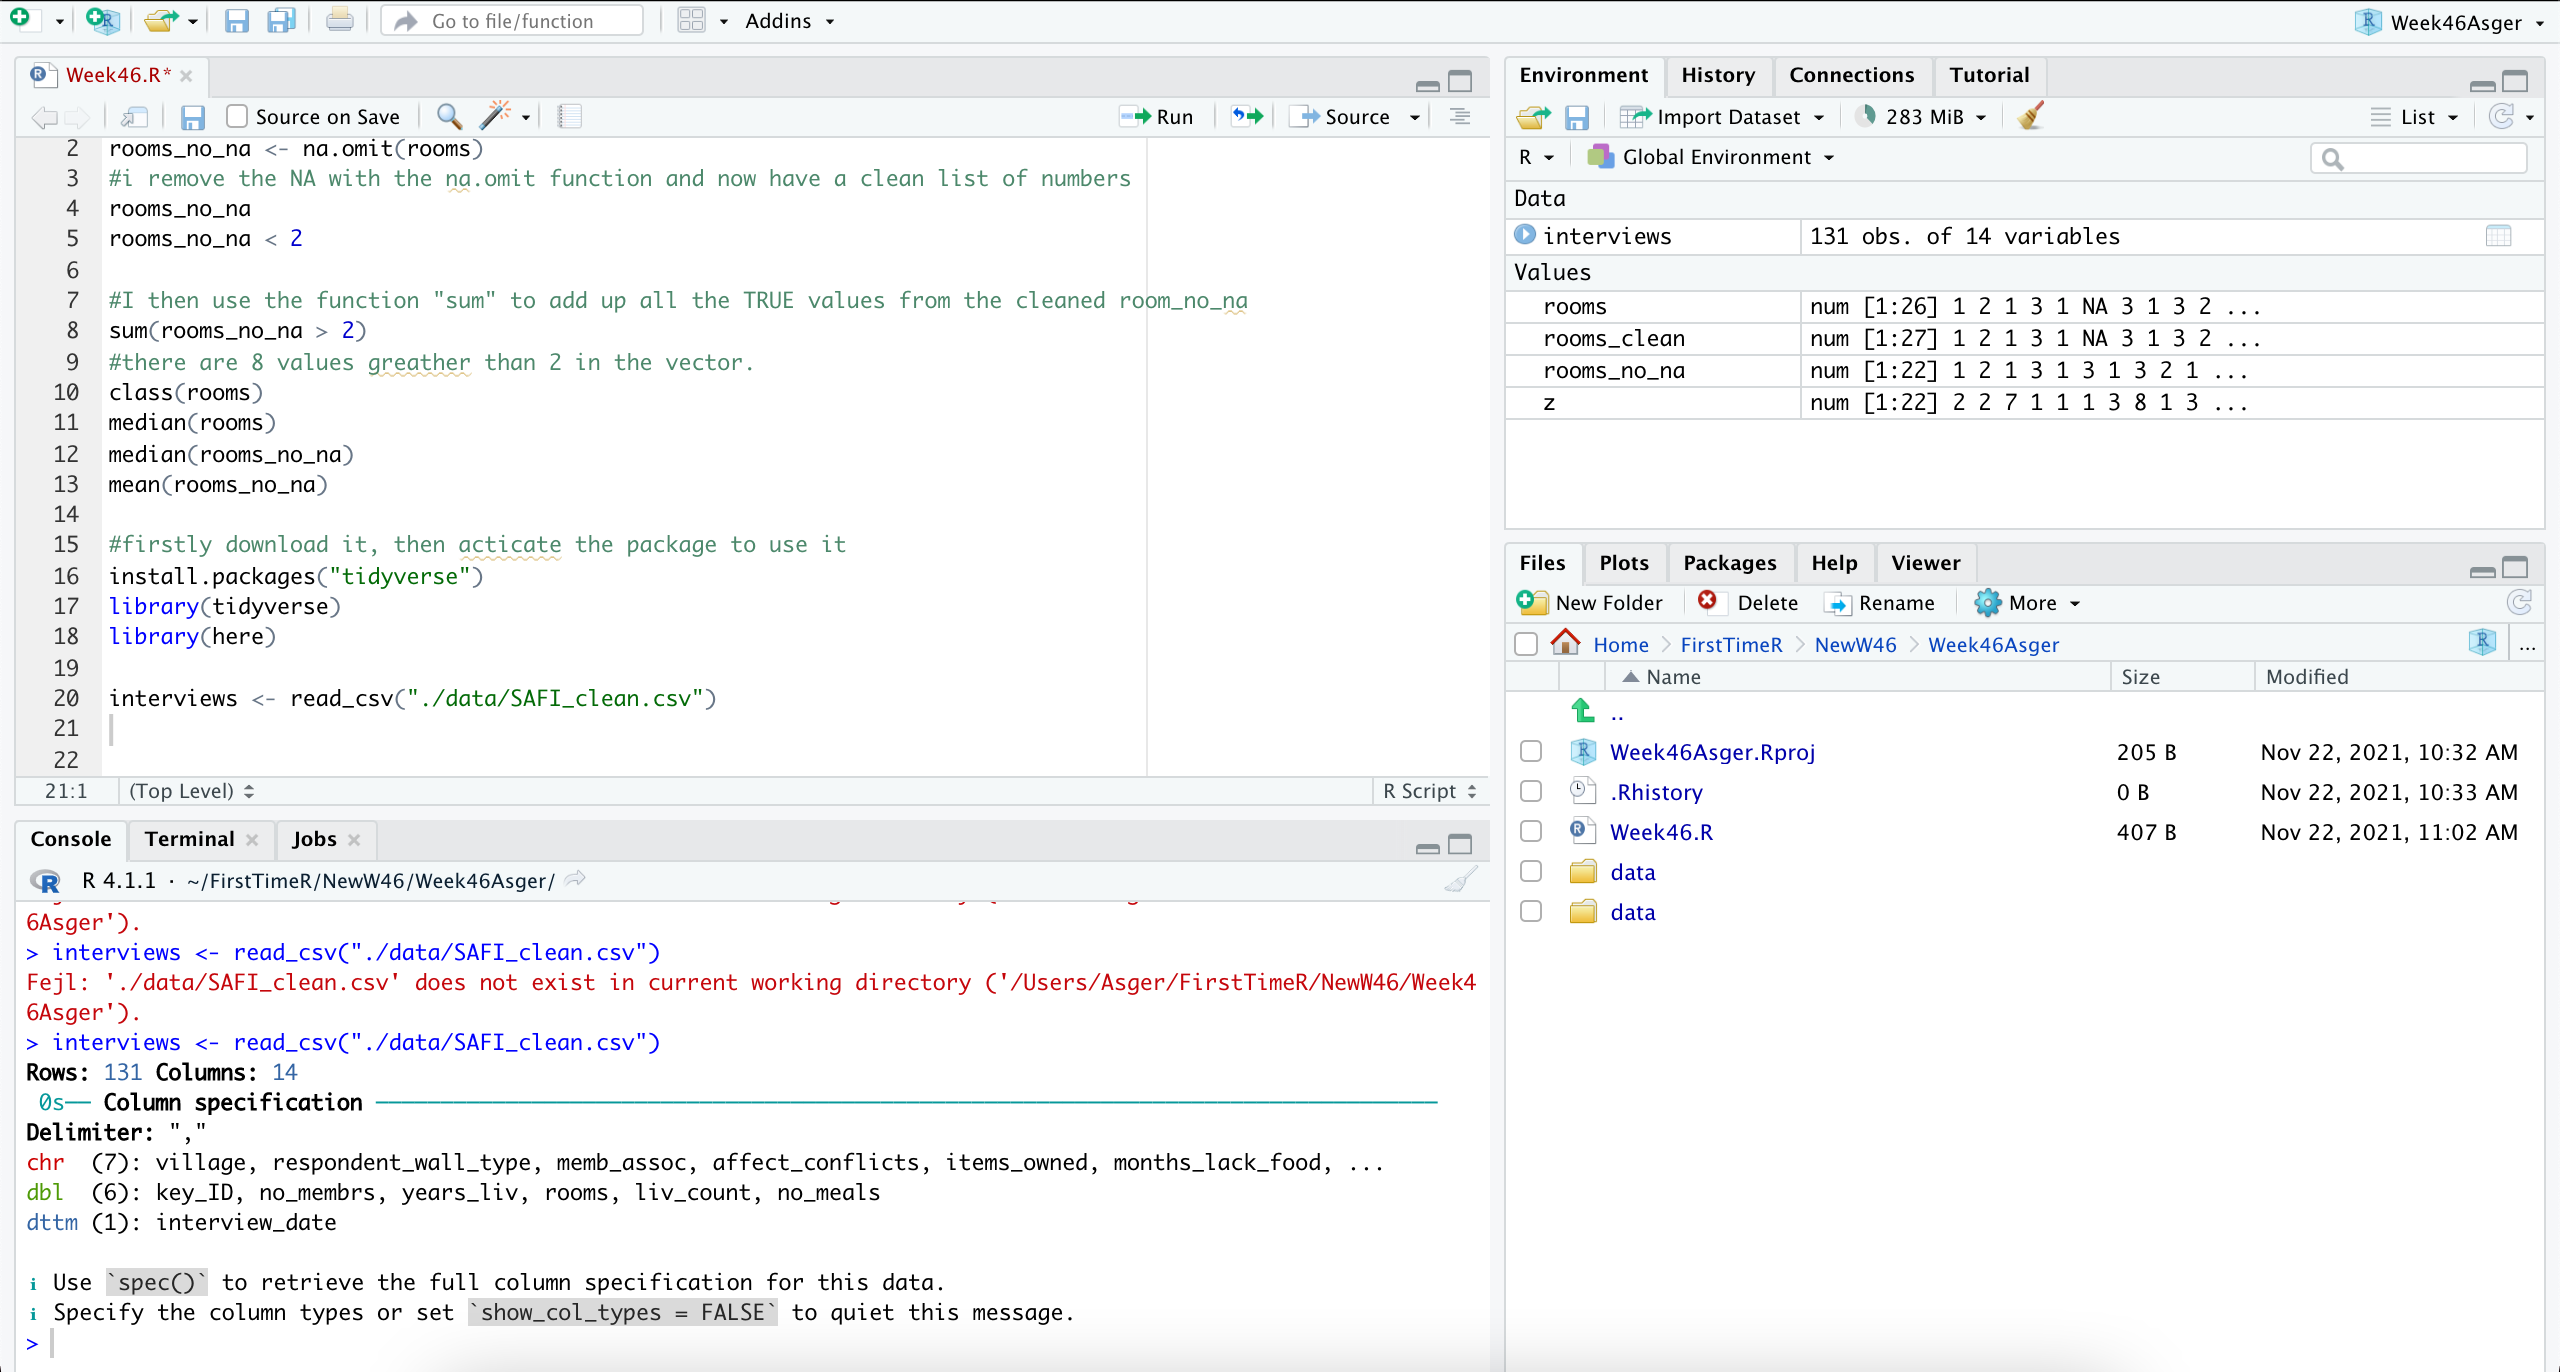 Go to file/function
Addins
Week46Asger
Week46.R*
Source on Save
Run
Source
2 rooms_no_na <- na.omit(rooms)
3 #i remove the NA with the na.omit function and now have a clean list of numbers
4 rooms_no_na
5 rooms_no_na < 2
6
7 #I then use the function "sum" to add up all the TRUE values from the cleaned room_no_na
8 sum(rooms_no_na > 2)
9 #there are 8 values greather than 2 in the vector.
10 class(rooms)
11 median(rooms)
12 median(rooms_no_na)
13 mean(rooms_no_na)
14
15 #firstly download it, then acticate the package to use it
16 install.packages("tidyverse")
17 library(tidyverse)
18 library(here)
19
20 interviews <- read_csv("./data/SAFI_clean.csv")
21
22
21:1 (Top Level) R Script
Console Terminal Jobs
R 4.1.1 · ~/FirstTimeR/NewW46/Week46Asger/
6Asger').
> interviews <- read_csv("./data/SAFI_clean.csv")
Fejl: './data/SAFI_clean.csv' does not exist in current working directory ('/Users/Asger/FirstTimeR/NewW46/Week4
6Asger').
> interviews <- read_csv("./data/SAFI_clean.csv")
Rows: 131 Columns: 14
0s── Column specification ──────────
Delimiter: ","
chr (7): village, respondent_wall_type, memb_assoc, affect_conflicts, items_owned, months_lack_food, ...
dbl (6): key_ID, no_membrs, years_liv, rooms, liv_count, no_meals
dttm (1): interview_date
i Use `spec()` to retrieve the full column specification for this data.
i Specify the column types or set `show_col_types = FALSE` to quiet this message.
>
Environment History Connections Tutorial
Import Dataset 283 MiB List
R Global Environment
Data
interviews 131 obs. of 14 variables
Values
rooms num [1:26] 1 2 1 3 1 NA 3 1 3 2 ...
rooms_clean num [1:27] 1 2 1 3 1 NA 3 1 3 2 ...
rooms_no_na num [1:22] 1 2 1 3 1 3 1 3 2 1 ...
z num [1:22] 2 2 7 1 1 1 3 8 1 3 ...
Files Plots Packages Help Viewer
New Folder Delete Rename More
Home FirstTimeR NewW46 Week46Asger ...
Name Size Modified
..
Week46Asger.Rproj 205 B Nov 22, 2021, 10:32 AM
.Rhistory 0 B Nov 22, 2021, 10:33 AM
Week46.R 407 B Nov 22, 2021, 11:02 AM
data
data